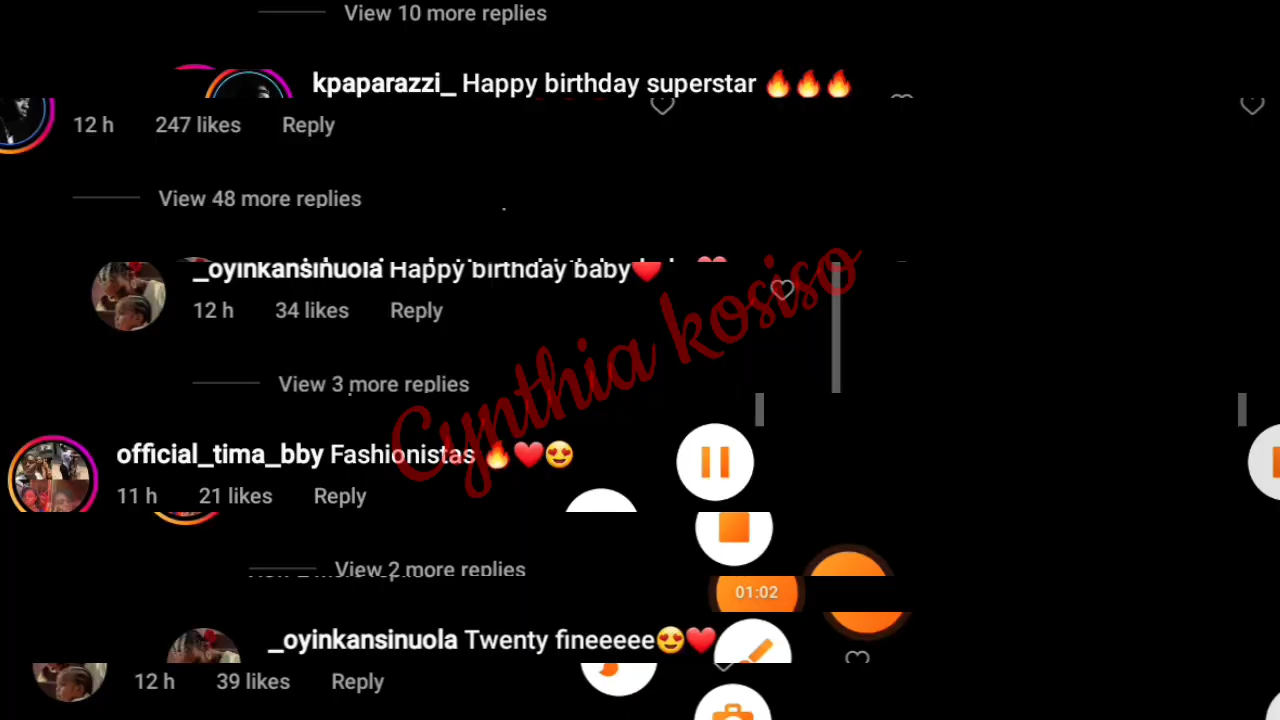 View 10 more replies
kpaparazzi_ Happy birthday superstar 🔥🔥🔥
12 h 247 likes Reply
View 48 more replies
_oyinkansinuola Happy birthday baby❤️
12 h 34 likes Reply
Cynthia kosiso
View 3 more replies
official_tima_bby Fashionistas 🔥❤️😍
11 h 21 likes Reply
View 2 more replies
01:02
_oyinkansinuola Twenty fineeeee😍❤️
12 h 39 likes Reply